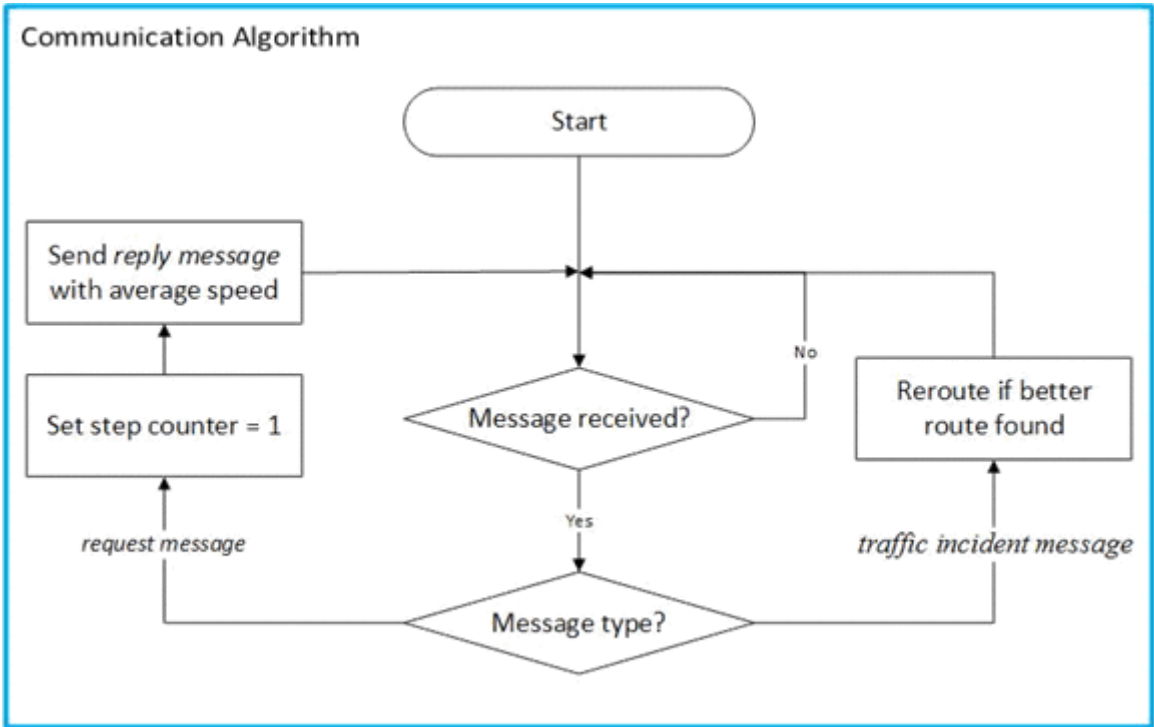 Communication Algorithm
Start
Send reply message
with average speed
No
Set step counter = 1
Message received?
Reroute if better
route found
Yes
request message
traffic incident message
Message type?